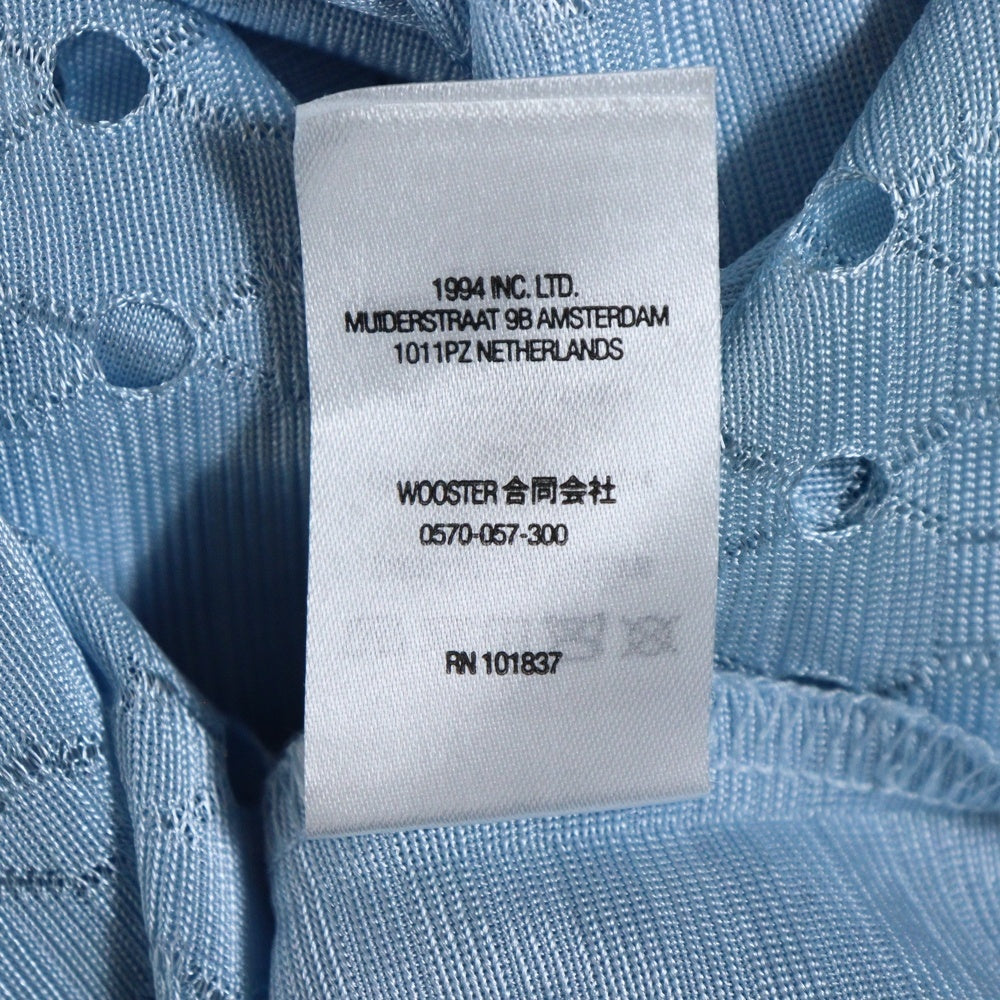 1994 INC. LTD.
MUIDERSTRAAT 9B AMSTERDAM
1011PZ NETHERLANDS
WOOSTER 合同会社
0570-057-300
RN 101837